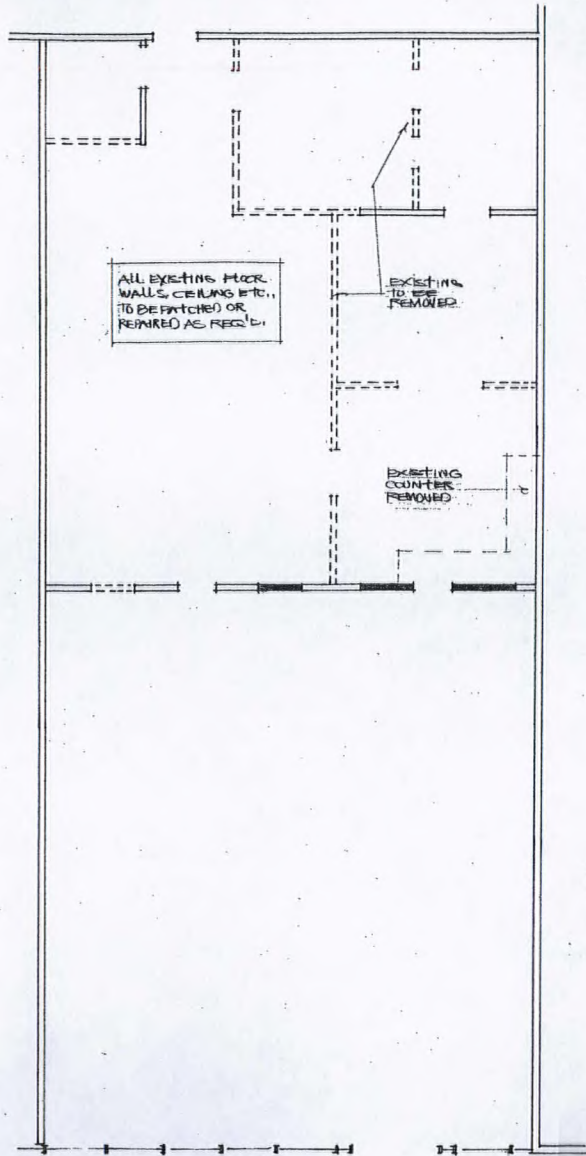 ALL EXISTING FLOOR
WALLS, CEILING ETC.,
TO BE PATCHED OR
REPAIRED AS REQ'D.
EXISTING
TO BE
REMOVED
EXISTING
COUNTER
REMOVED